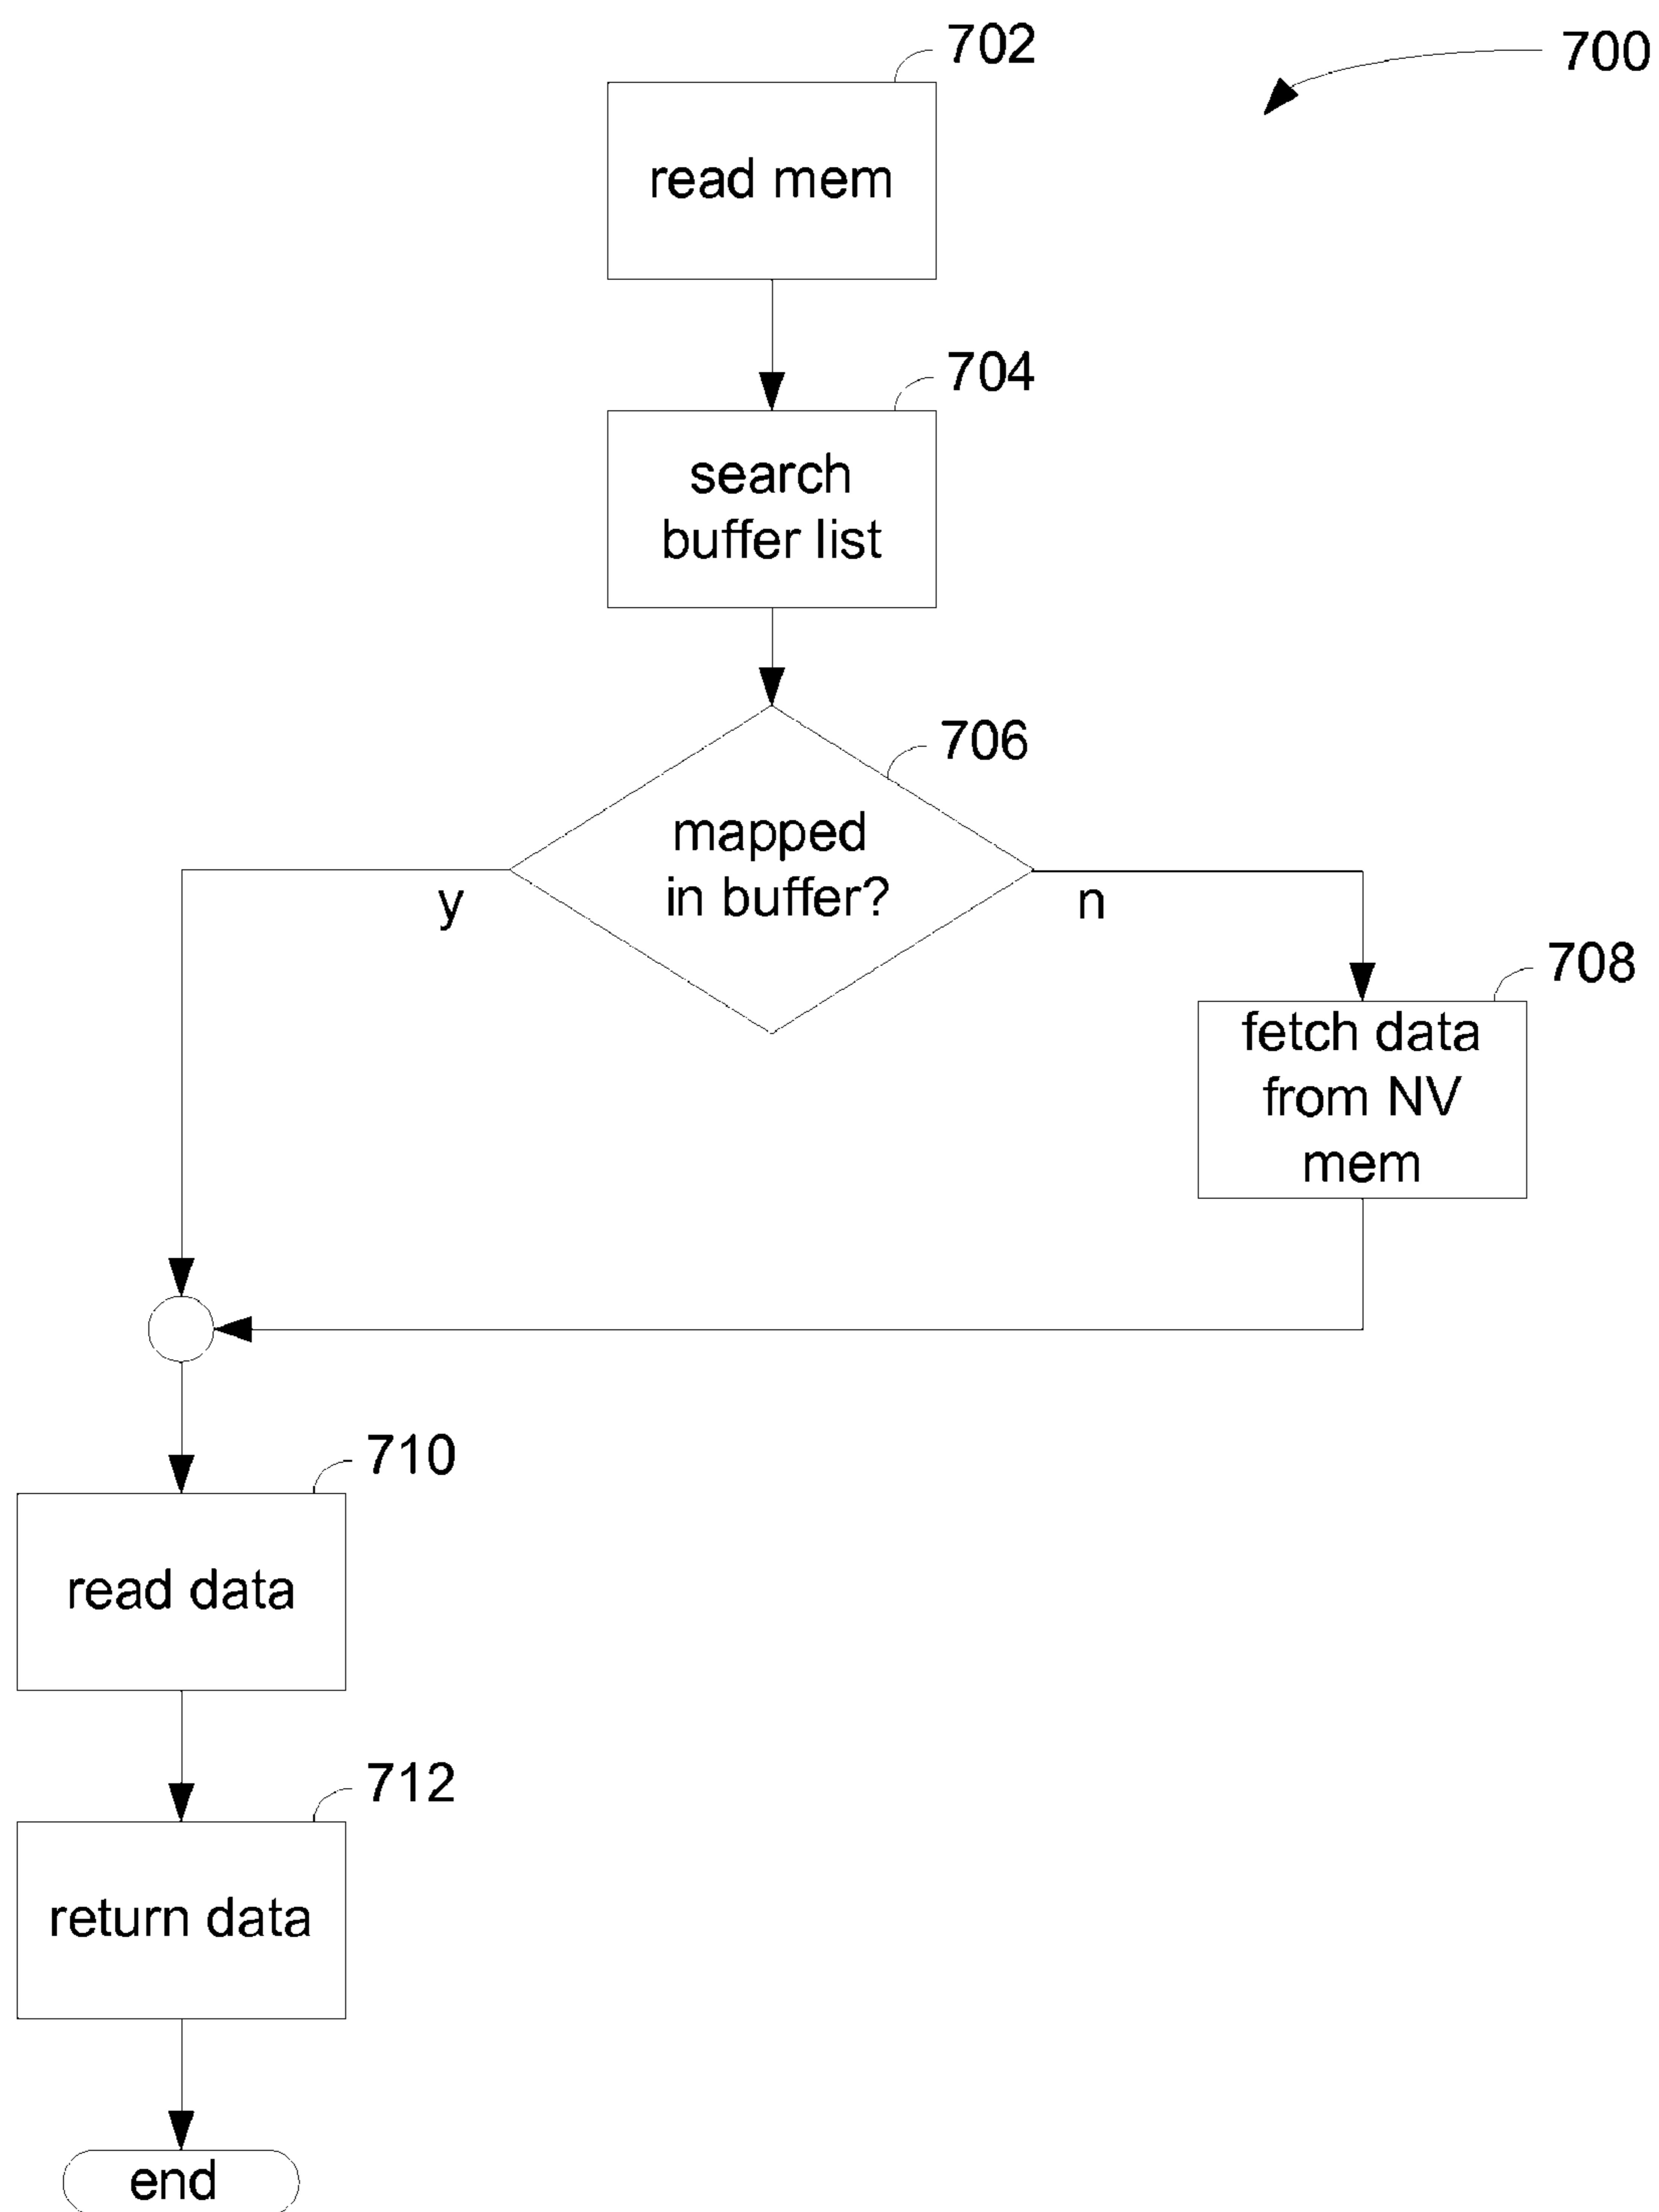 702
700
read mem
704
search
buffer list
706
mapped
in buffer?
y
n
708
fetch data
from NV
mem
710
read data
712
return data
end